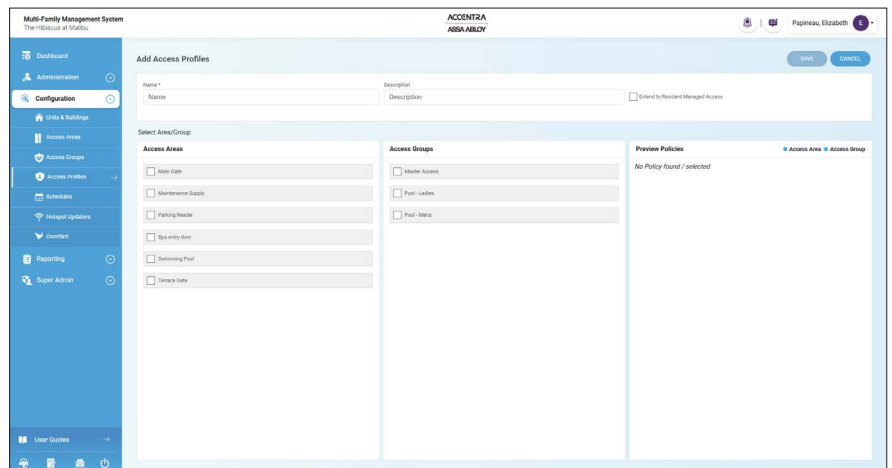 Multi-Family Management System
The Hibiscus at Malibu
ACCENTRA
ASSA ABLOY
Papineau, Elizabeth E
Dashboard
Administration
Configuration
Units & Buildings
Access Areas
Access Groups
Access Profiles
Schedules
Hotspot Updaters
DoorBird
Reporting
Super Admin
User Guides
Add Access Profiles
SAVE CANCEL
Name * Description
Name Description Extend to Resident Managed Access
Select Area/Group
Access Areas
Main Gate
Maintenance Supply
Parking Reader
Spa entry door
Swimming Pool
Terrace Gate
Access Groups
Master Access
Pool - Ladies
Pool - Mens
Preview Policies Access Area Access Group
No Policy found / selected